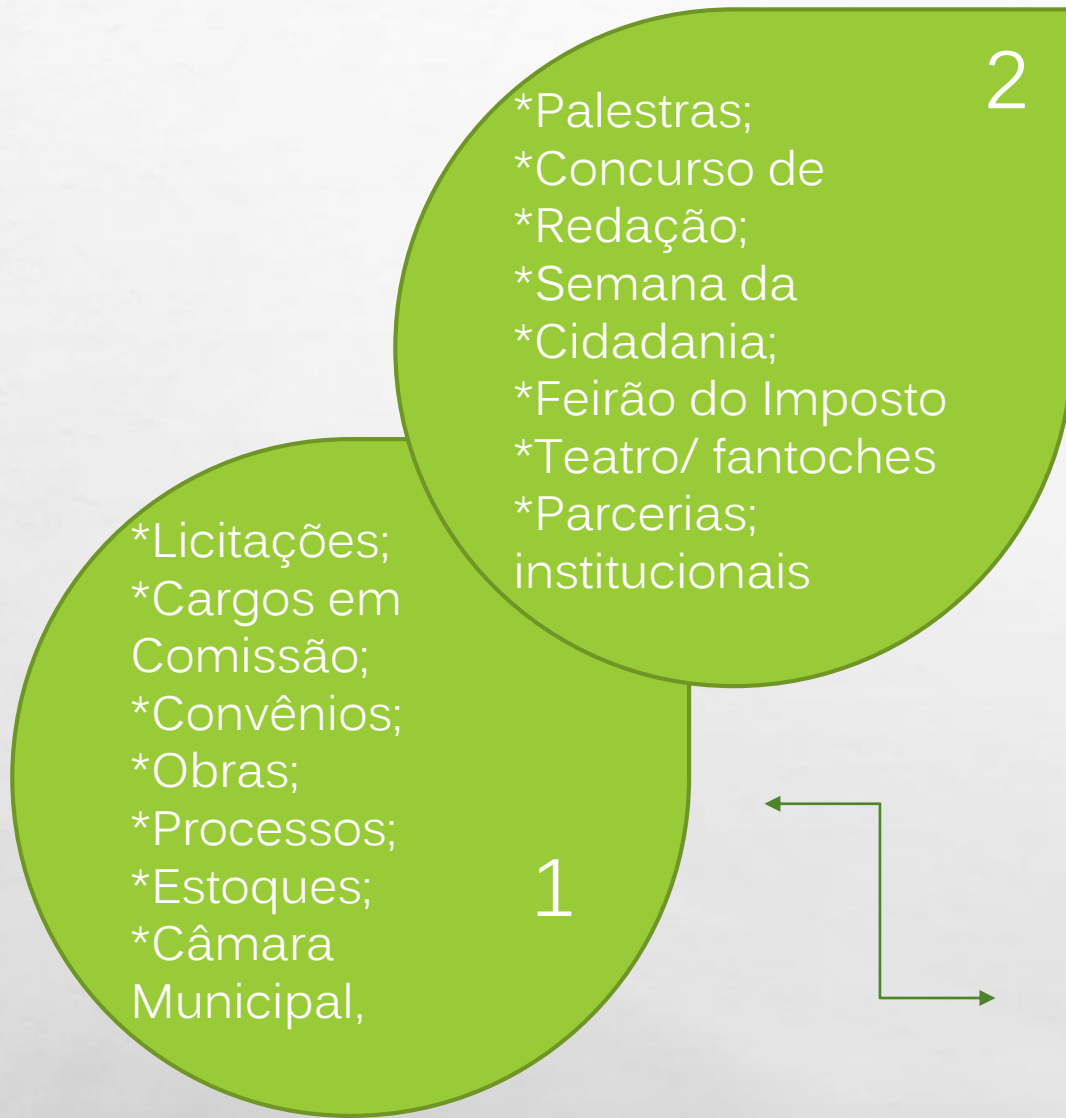 2
*Palestras;
*Concurso de
*Redação;
*Semana da
*Cidadania;
*Feirão do Imposto
*Teatro/ fantoches
*Parcerias;
institucionais
*Licitações;
*Cargos em
Comissão;
*Convênios;
*Obras;
*Processos;
*Estoques;
*Câmara
Municipal,
1